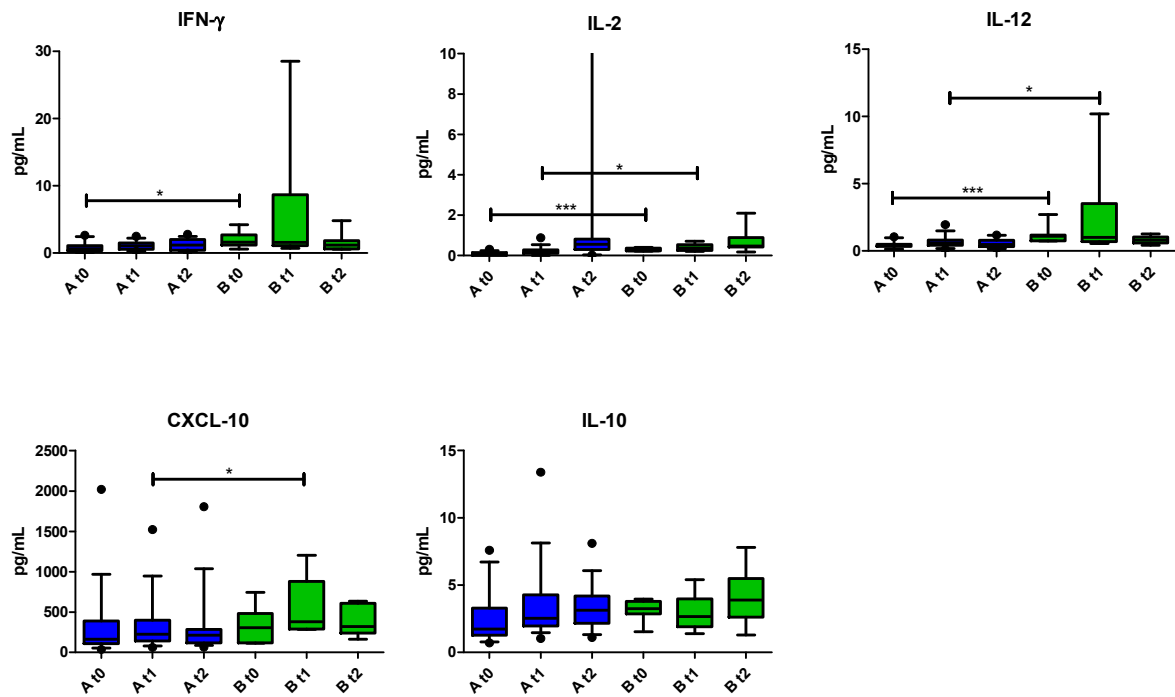 IFN-γ
pg/mL
30
20
10
0
*
A t0
A t1
A t2
B t0
B t1
B t2
IL-2
pg/mL
10
8
6
4
2
0
*
***
A t0
A t1
A t2
B t0
B t1
B t2
IL-12
pg/mL
15
10
5
0
*
***
A t0
A t1
A t2
B t0
B t1
B t2
CXCL-10
pg/mL
2500
2000
1500
1000
500
0
*
A t0
A t1
A t2
B t0
B t1
B t2
IL-10
pg/mL
15
10
5
0
A t0
A t1
A t2
B t0
B t1
B t2